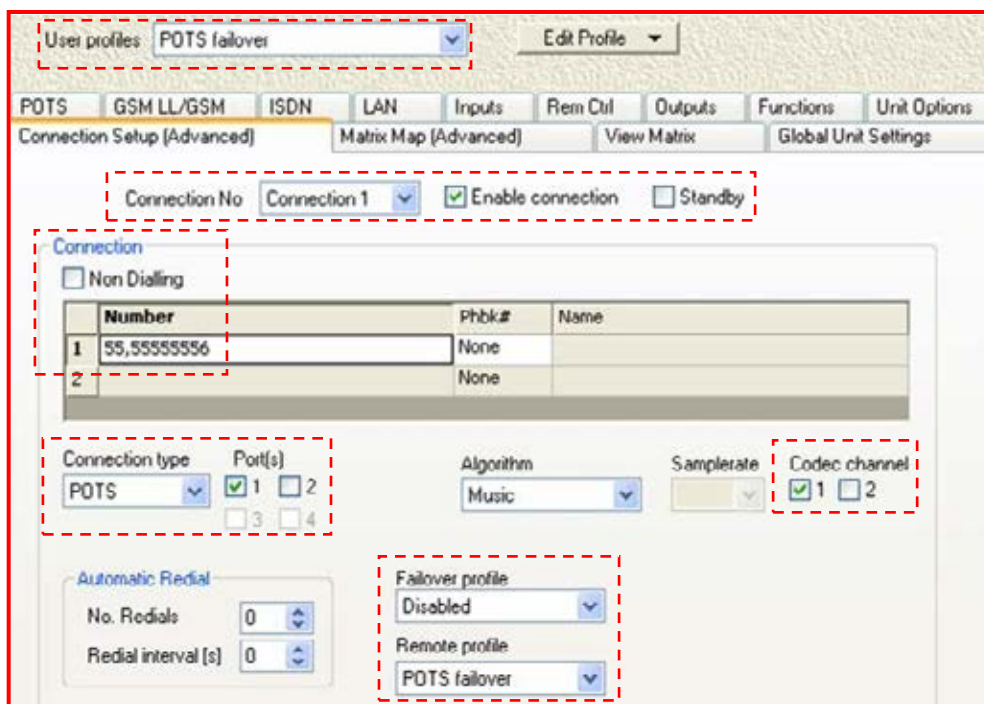 User profiles POTS failover Edit Profile
POTS GSM LL/GSM ISDN LAN Inputs Rem Ctrl Outputs Functions Unit Options
Connection Setup (Advanced) Matrix Map (Advanced) View Matrix Global Unit Settings
Connection No Connection 1 Enable connection Standby
Connection
Non Dialling
Number Phbk# Name
1 55,55555556 None
2 None
Connection type Port(s) Algorithm Samplerate Codec channel
POTS 1 2 Music 1 2
3 4
Automatic Redial Failover profile
No. Redials 0 Disabled
Remote profile
Redial interval [s] 0 POTS failover